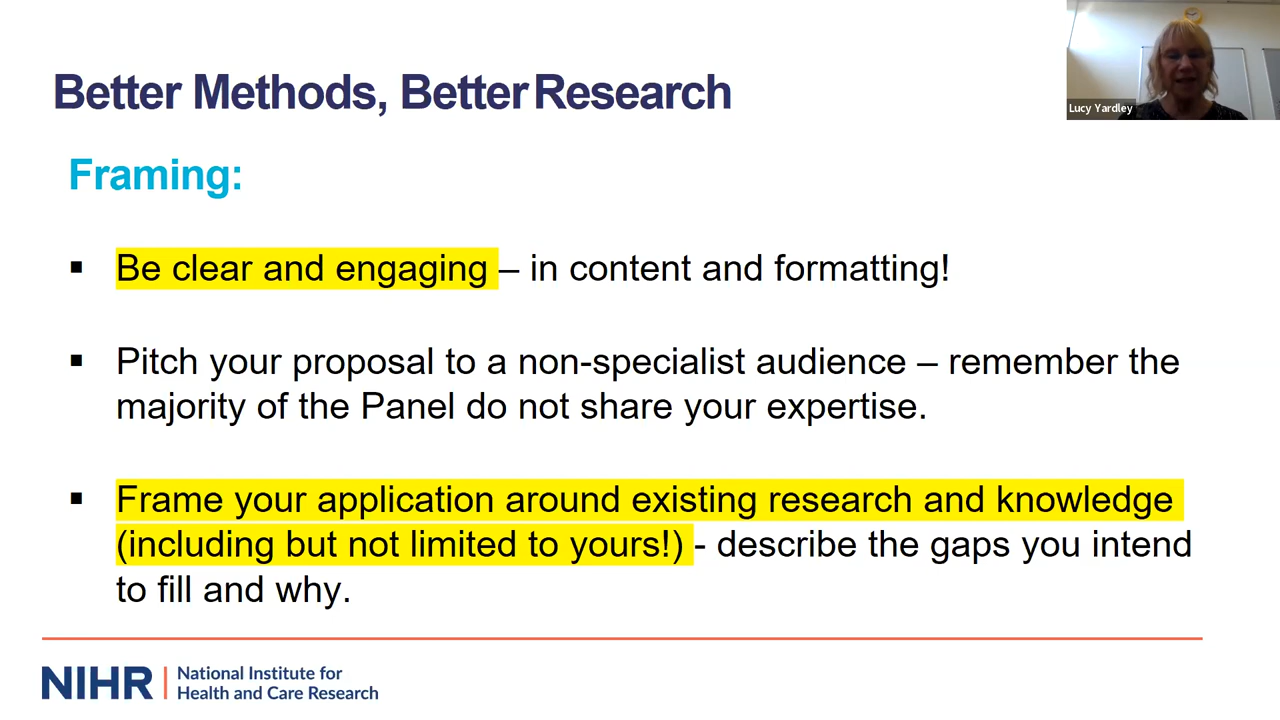 Better Methods, Better Research
Lucy Yardley
Framing:
▪ Be clear and engaging – in content and formatting!
▪ Pitch your proposal to a non-specialist audience – remember the
majority of the Panel do not share your expertise.
▪ Frame your application around existing research and knowledge
(including but not limited to yours!) - describe the gaps you intend
to fill and why.
NIHR | National Institute for
Health and Care Research